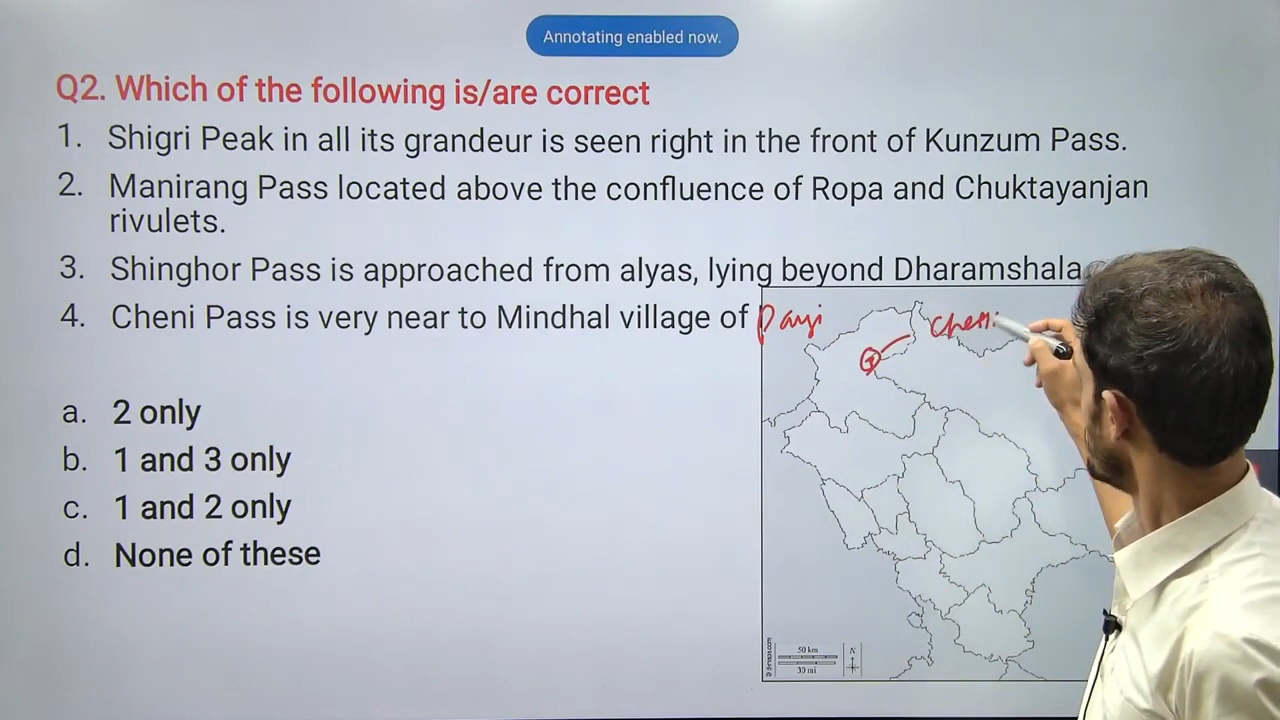 Annotating enabled now.
Q2. Which of the following is/are correct
1. Shigri Peak in all its grandeur is seen right in the front of Kunzum Pass.
2. Manirang Pass located above the confluence of Ropa and Chuktayanjan
rivulets.
3. Shinghor Pass is approached from alyas, lying beyond Dharamshala
4. Cheni Pass is very near to Mindhal village of Pangi
Cheni
a. 2 only
b. 1 and 3 only
c. 1 and 2 only
d. None of these
50 km
30 mi
N